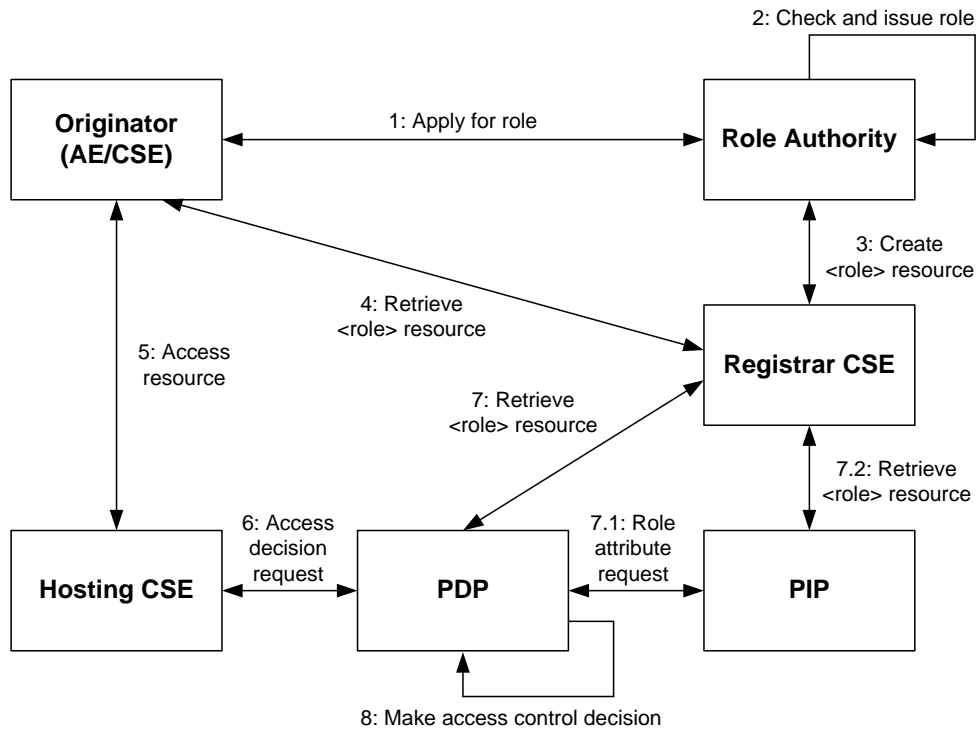 2: Check and issue role
Originator
(AE/CSE)
1: Apply for role
Role Authority
3: Create
<role> resource
4: Retrieve
<role> resource
5: Access
resource
Registrar CSE
7: Retrieve
<role> resource
7.2: Retrieve
<role> resource
6: Access
decision
request
7.1: Role
attribute
request
Hosting CSE
PDP
PIP
8: Make access control decision